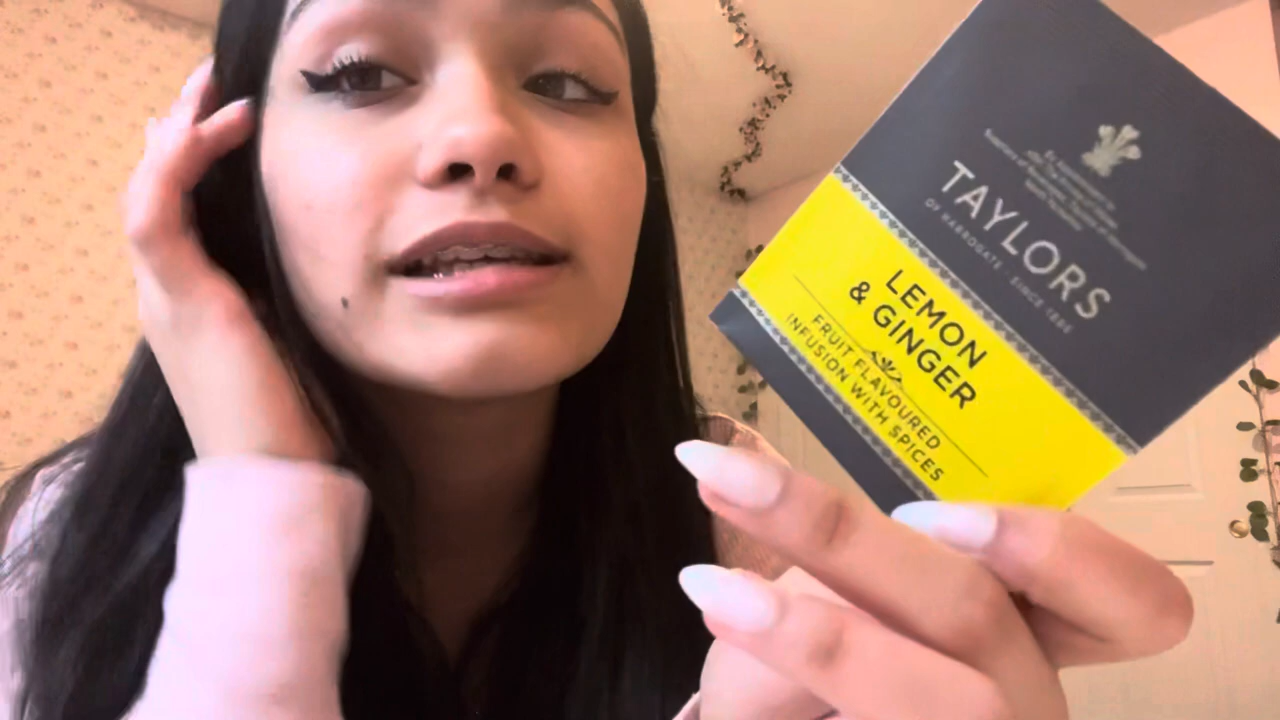 TAYLORS
OF HARROGATE · SINCE 1886
LEMON
& GINGER
FRUIT FLAVOURED
INFUSION WITH SPICES